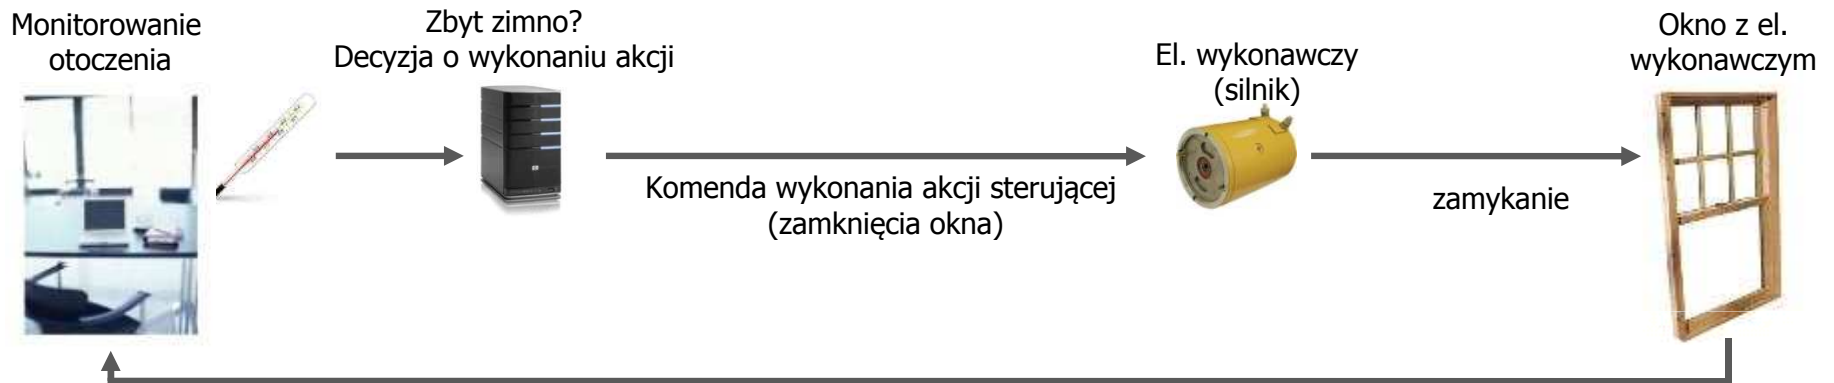 Monitorowanie
otoczenia
Zbyt zimno?
Decyzja o wykonaniu akcji
El. wykonawczy
(silnik)
Okno z el.
wykonawczym
Komenda wykonania akcji sterującej
(zamknięcia okna)
zamykanie